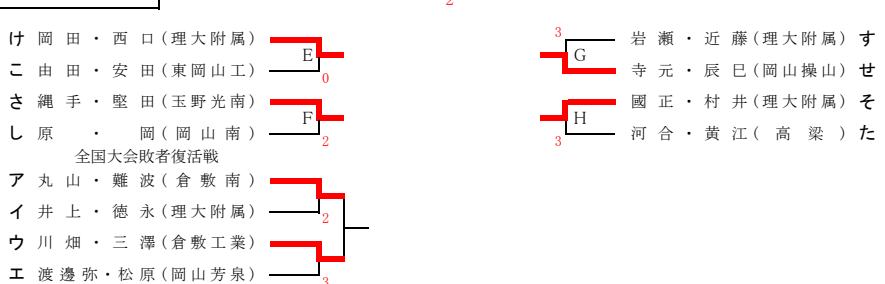 2
け 岡田・西口(理大附属)
E
こ 由田・安田(東岡山工)
0
さ 縄手・堅田(玉野光南)
F
し 原・岡(岡山南)
2
3
岩瀬・近藤(理大附属) す
G
寺元・辰巳(岡山操山) せ
國正・村井(理大附属) そ
H
3
河合・黄江(高梁) た
全国大会敗者復活戦
ア 丸山・難波(倉敷南)
イ 井上・徳永(理大附属)
2
ウ 川畑・三澤(倉敷工業)
エ 渡邊弥・松原(岡山芳泉)
3